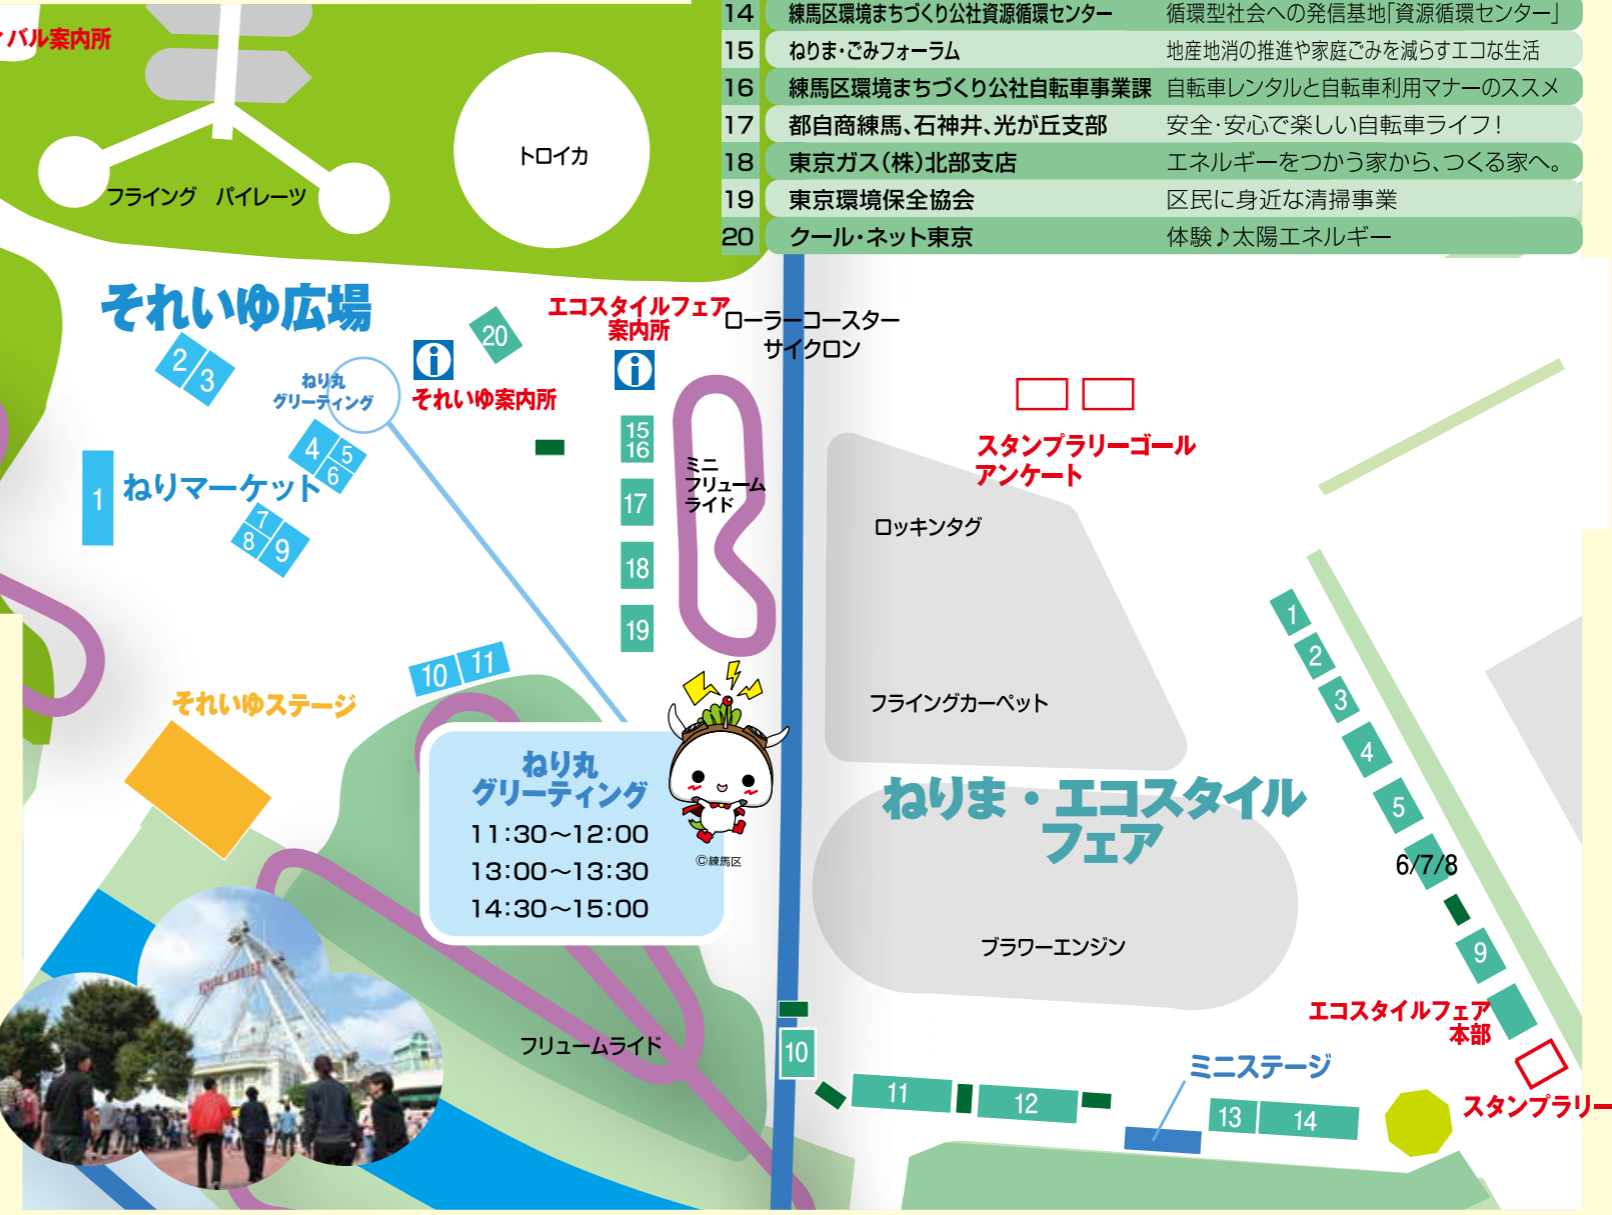 14 練馬区環境まちづくり公社資源循環センター 循環型社会への発信基地「資源循環センター」
15 ねりま・ごみフォーラム 地産地消の推進や家庭ごみを減らすエコな生活
16 練馬区環境まちづくり公社自転車事業課 自転車レンタルと自転車利用マナーのススメ
17 都自商練馬、石神井、光が丘支部 安全・安心で楽しい自転車ライフ！
18 東京ガス(株)北部支店 エネルギーをつかう家から、つくる家へ。
19 東京環境保全協会 区民に身近な清掃事業
20 クール・ネット東京 体験♪太陽エネルギー
バル案内所
トロイカ
フライング パイレーツ
それいゆ広場
2
3
ねり丸
グリーティング
それいゆ案内所
20
エコスタイルフェア
案内所
ローラーコースター
サイクロン
4
5
6
1
ねりマーケット
7
8
9
15
16
17
18
19
ミニ
フリューム
ライド
スタンプラリーゴール
アンケート
ロッキンタグ
フライングカーペット
10
11
それいゆステージ
ねり丸
グリーティング
11:30〜12:00
13:00〜13:30
14:30〜15:00
©練馬区
ねりま・エコスタイル
フェア
1
2
3
4
5
6/7/8
9
ブラワーエンジン
エコスタイルフェア
本部
フリュームライド
10
11
12
ミニステージ
13
14
スタンプラリー